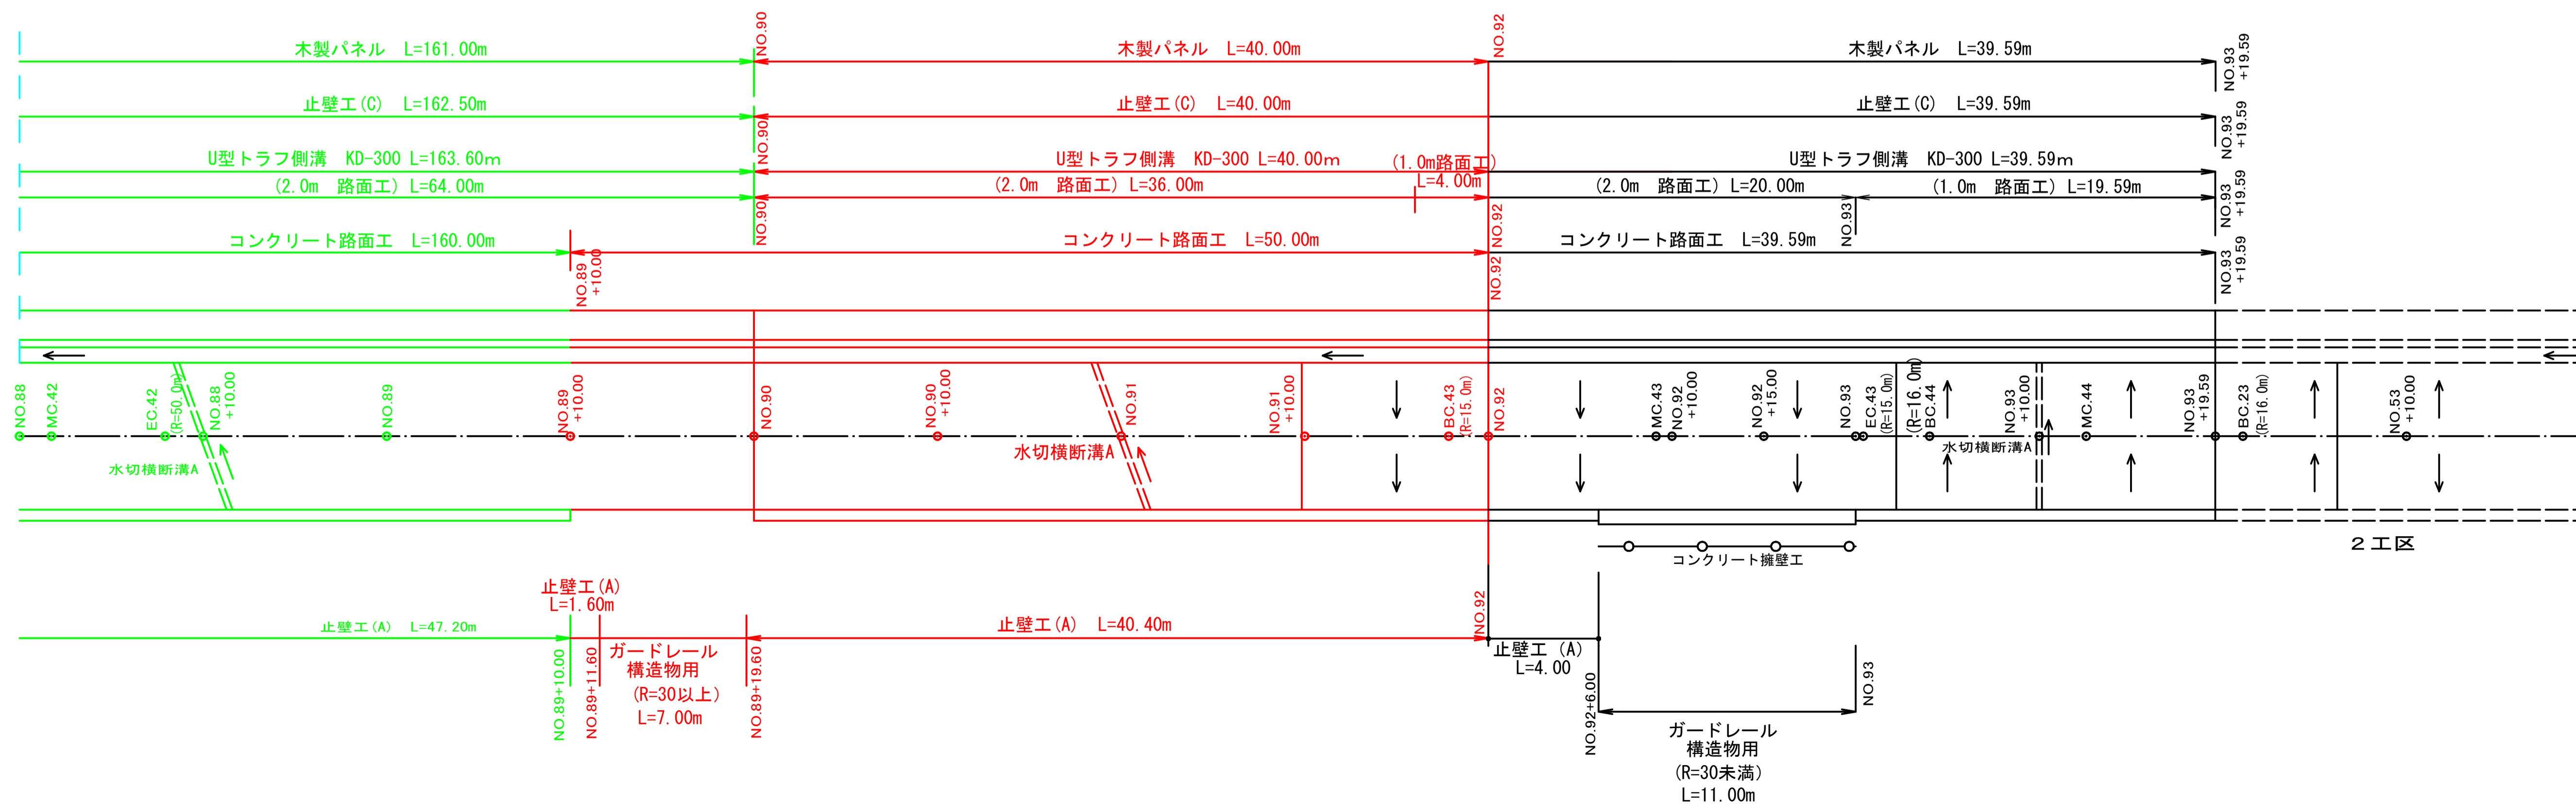 木製パネル　L=161.00m
NO.90
木製パネル　L=40.00m
NO.92
木製パネル　L=39.59m
NO.93
+19.59
止壁工(C)　L=162.50m
NO.90
止壁工(C)　L=40.00m
止壁工(C)　L=39.59m
NO.93
+19.59
U型トラフ側溝　KD-300 L=163.60m
U型トラフ側溝　KD-300 L=40.00m
(1.0m路面工)
L=4.00m
U型トラフ側溝　KD-300 L=39.59m
(2.0m　路面工) L=64.00m
NO.90
(2.0m　路面工) L=36.00m
NO.92
(2.0m　路面工) L=20.00m
NO.93
(1.0m　路面工) L=19.59m
NO.93
+19.59
コンクリート路面工　L=160.00m
NO.89
+10.00
コンクリート路面工　L=50.00m
NO.92
コンクリート路面工　L=39.59m
NO.93
+19.59
NO.88
MC.42
EC.42
(R=50.0m)
NO.88
+10.00
NO.89
NO.89
+10.00
NO.90
NO.90
+10.00
NO.91
NO.91
+10.00
BC.43
(R=15.0m)
NO.92
MC.43
NO.92
+10.00
NO.92
+15.00
NO.93
EC.43
(R=15.0m)
(R=16.0m)
BC.44
NO.93
+10.00
MC.44
NO.93
+19.59
BC.23
(R=16.0m)
NO.53
+10.00
水切横断溝A
水切横断溝A
水切横断溝A
2工区
コンクリート擁壁工
止壁工(A)
L=1.60m
止壁工(A)　L=47.20m
止壁工(A)　L=40.40m
NO.92
止壁工 (A)
L=4.00
NO.89+10.00
NO.89+11.60
ガードレール
構造物用
(R=30以上)
L=7.00m
NO.89+19.60
NO.92+6.00
NO.93
ガードレール
構造物用
(R=30未満)
L=11.00m